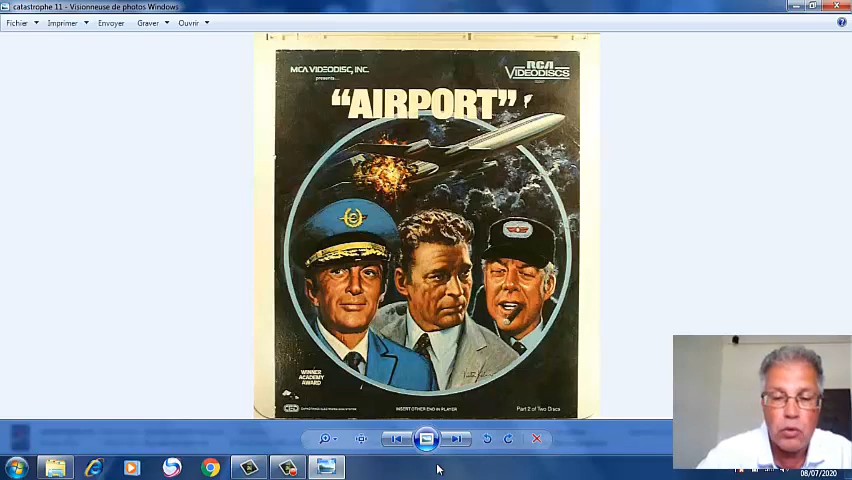 catastrophe 11 - Visionneuse de photos Windows
Fichier Imprimer Envoyer Graver Ouvrir
MCA VIDEODISC, INC.
presents...
RCA
VIDEODISCS
"AIRPORT"
WINNER
ACADEMY
AWARD
CED
INSERT OTHER END IN PLAYER
Part 2 of Two Discs
08/07/2020